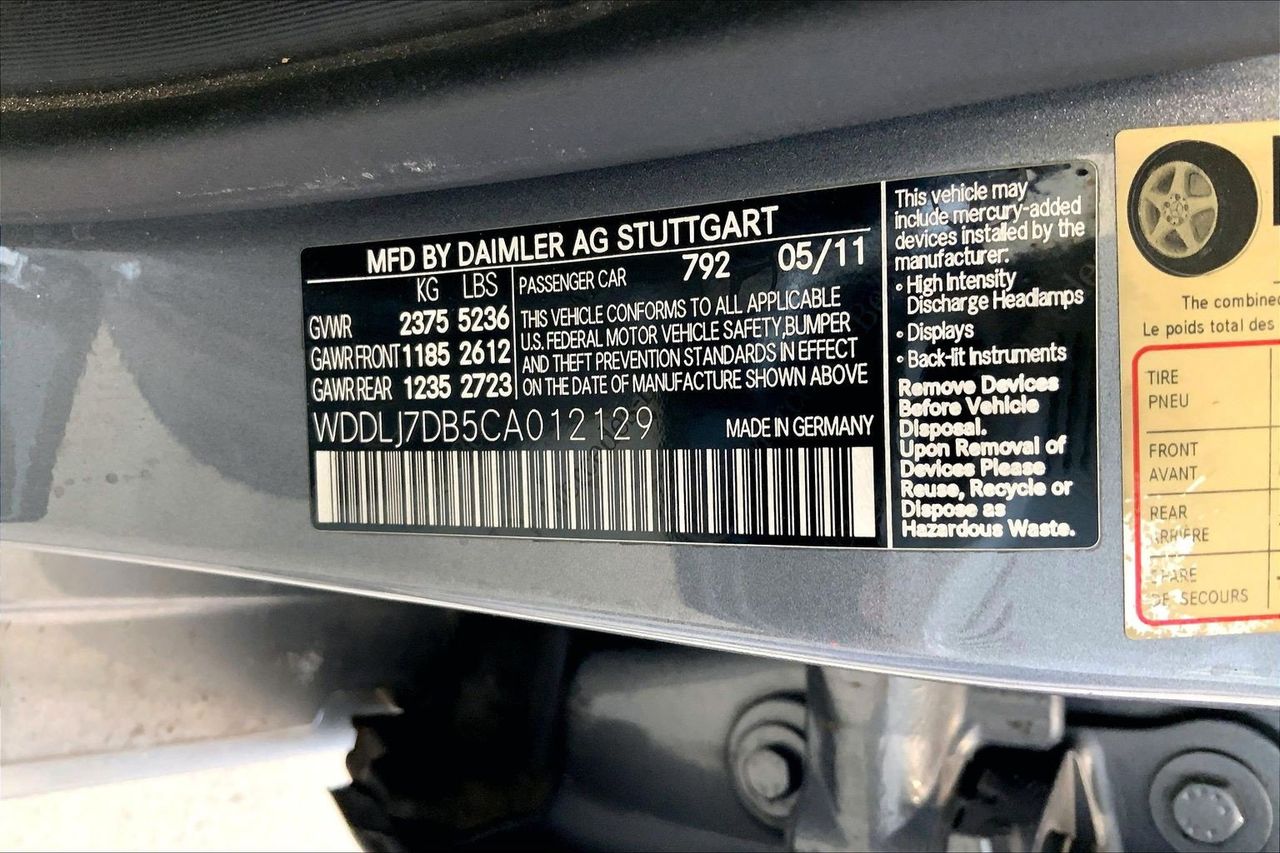 MFD BY DAIMLER AG STUTTGART
KG LBS
GVWR 2375 5236
GAWR FRONT 1185 2612
GAWR REAR 1235 2723
PASSENGER CAR 792 05/11
THIS VEHICLE CONFORMS TO ALL APPLICABLE
U.S. FEDERAL MOTOR VEHICLE SAFETY,BUMPER
AND THEFT PREVENTION STANDARDS IN EFFECT
ON THE DATE OF MANUFACTURE SHOWN ABOVE
WDDLJ7DB5CA012129
MADE IN GERMANY
This vehicle may
include mercury-added
devices installed by the
manufacturer:
• High Intensity
Discharge Headlamps
• Displays
• Back-lit Instruments
Remove Devices
Before Vehicle
Disposal.
Upon Removal of
Devices Please
Reuse, Recycle or
Dispose as
Hazardous Waste.
The combined
Le poids total des
TIRE
PNEU
FRONT
AVANT
REAR
ARRIÈRE
SPARE
DE SECOURS